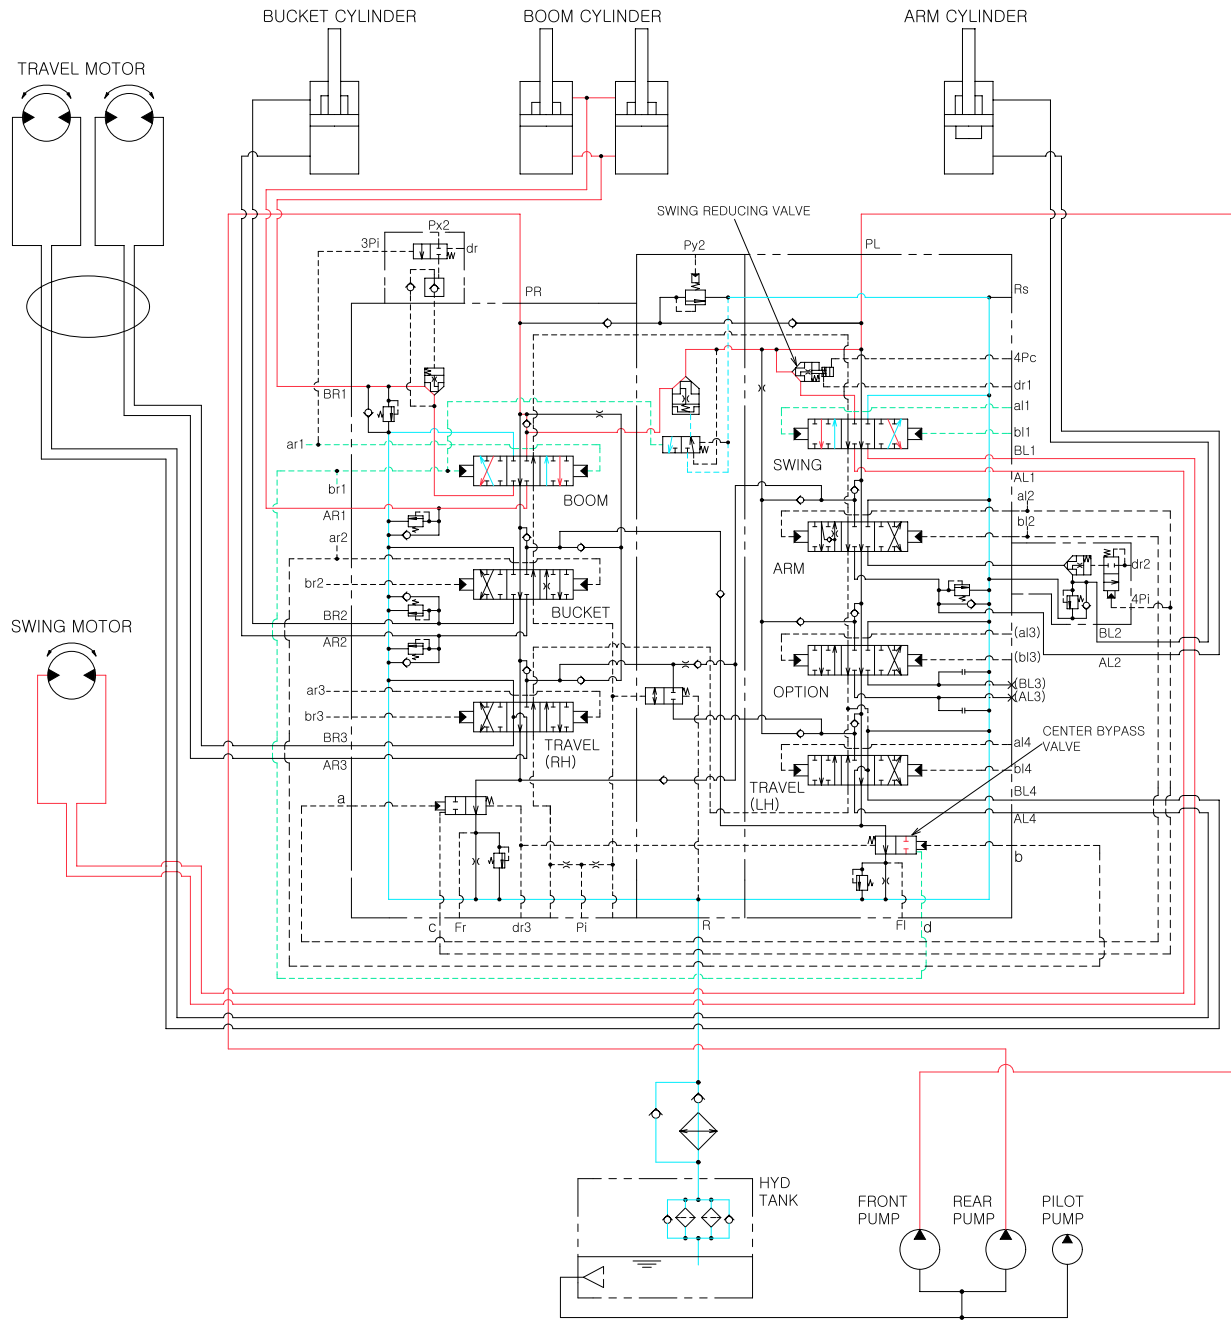 BUCKET CYLINDER
BOOM CYLINDER
ARM CYLINDER
TRAVEL MOTOR
SWING REDUCING VALVE
Px2
3Pi
dr
Py2
PL
PR
Rs
4Pc
dr1
BR1
al1
bl1
ar1
BL1
SWING
AL1
br1
BOOM
al2
AR1
bl2
ar2
ARM
dr2
br2
4Pi
BUCKET
BR2
SWING MOTOR
BL2
(al3)
AR2
AL2
(bl3)
ar3
OPTION
(BL3)
(AL3)
br3
CENTER BYPASS
VALVE
BR3
TRAVEL
(RH)
al4
AR3
bl4
TRAVEL
(LH)
BL4
a
AL4
b
c
Fr
dr3
Pi
R
Fl
d
HYD
TANK
FRONT
PUMP
REAR
PUMP
PILOT
PUMP